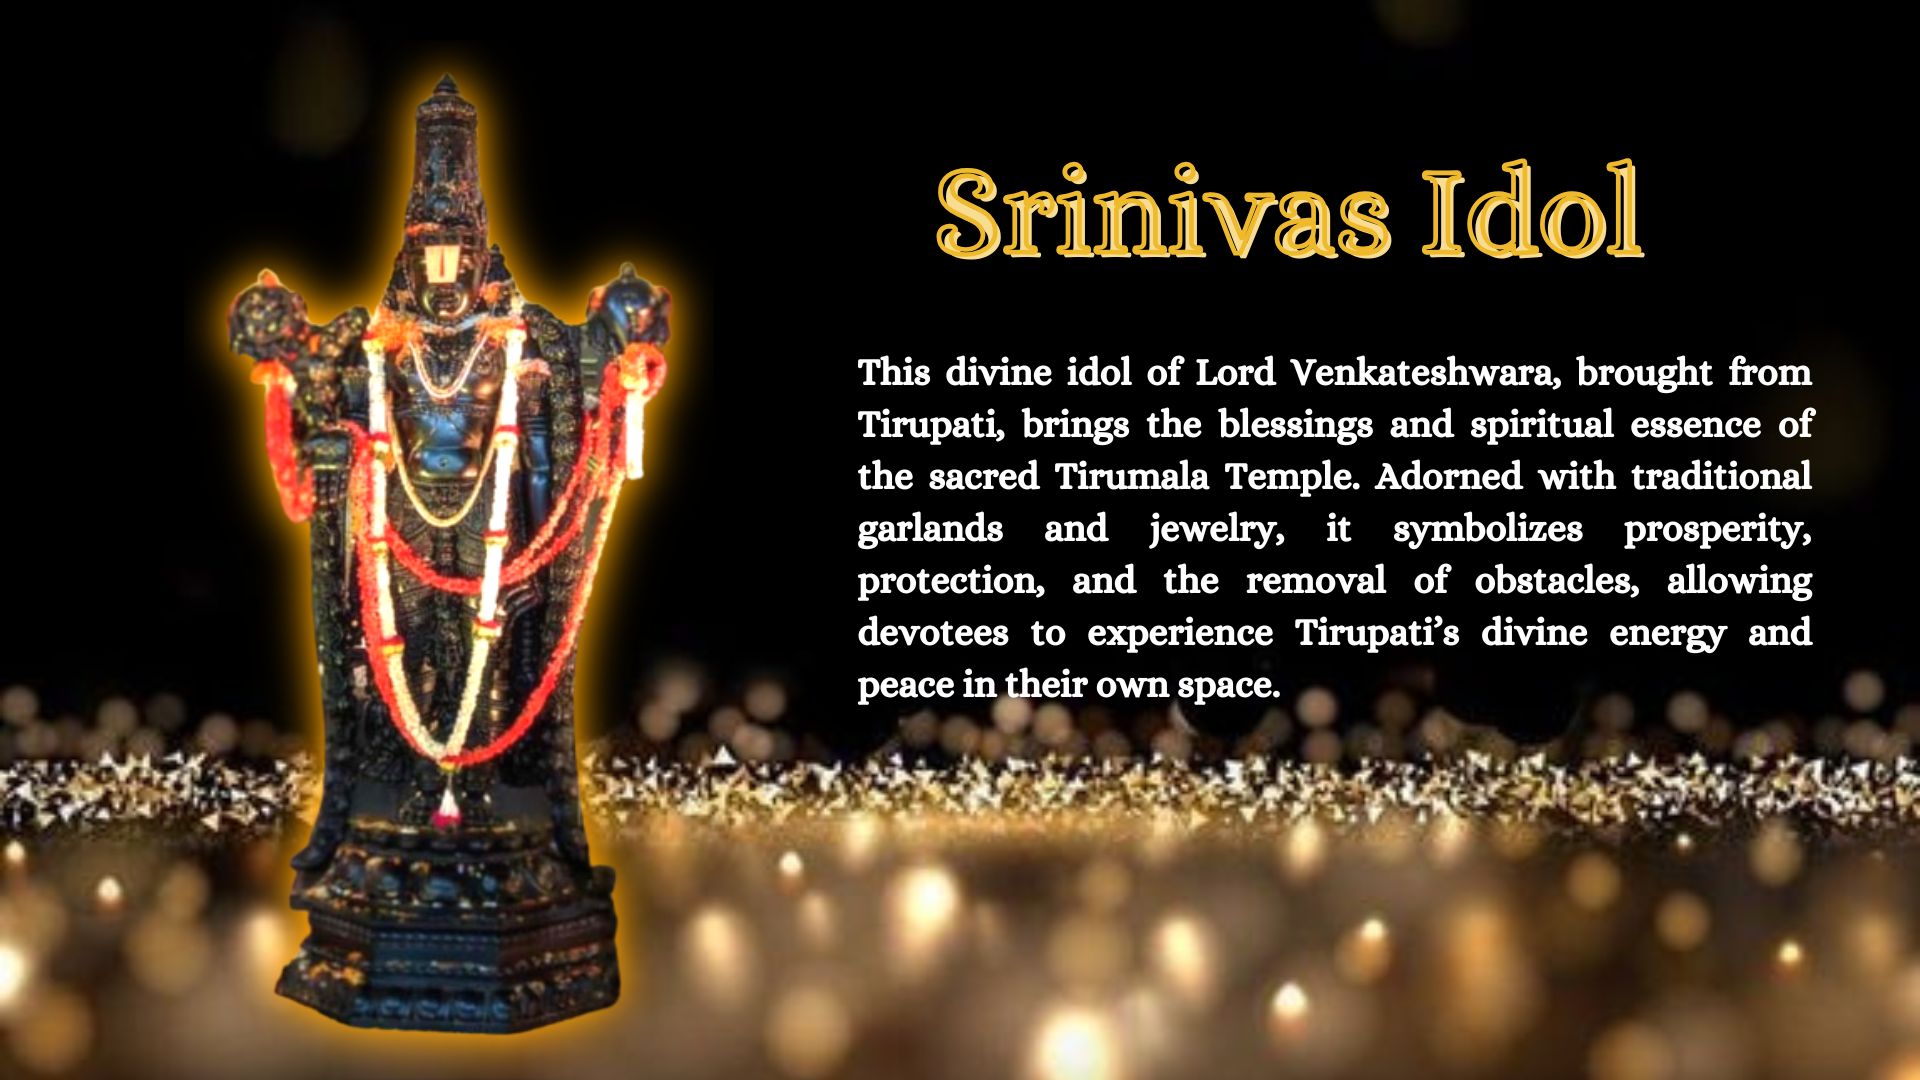 Srinivas Idol
This divine idol of Lord Venkateshwara, brought from
Tirupati, brings the blessings and spiritual essence of
the sacred Tirumala Temple. Adorned with traditional
garlands and jewelry, it symbolizes prosperity,
protection, and the removal of obstacles, allowing
devotees to experience Tirupati’s divine energy and
peace in their own space.